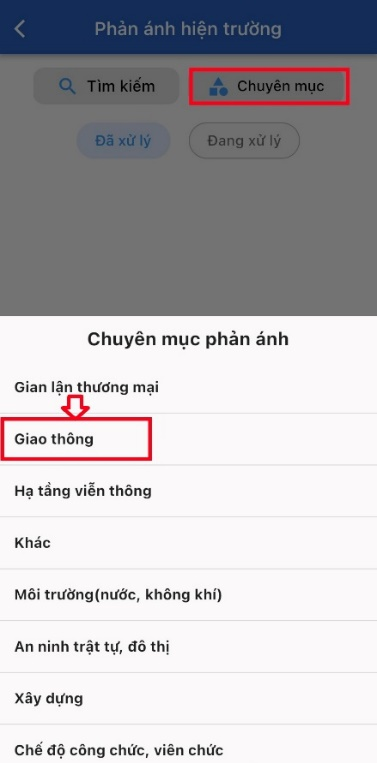 Phản ánh hiện trường
Tìm kiếm
Chuyên mục
Đã xử lý
Đang xử lý
Chuyên mục phản ánh
Gian lận thương mại
Giao thông
Hạ tầng viễn thông
Khác
Môi trường(nước, không khí)
An ninh trật tự, đô thị
Xây dựng
Chế độ công chức, viên chức